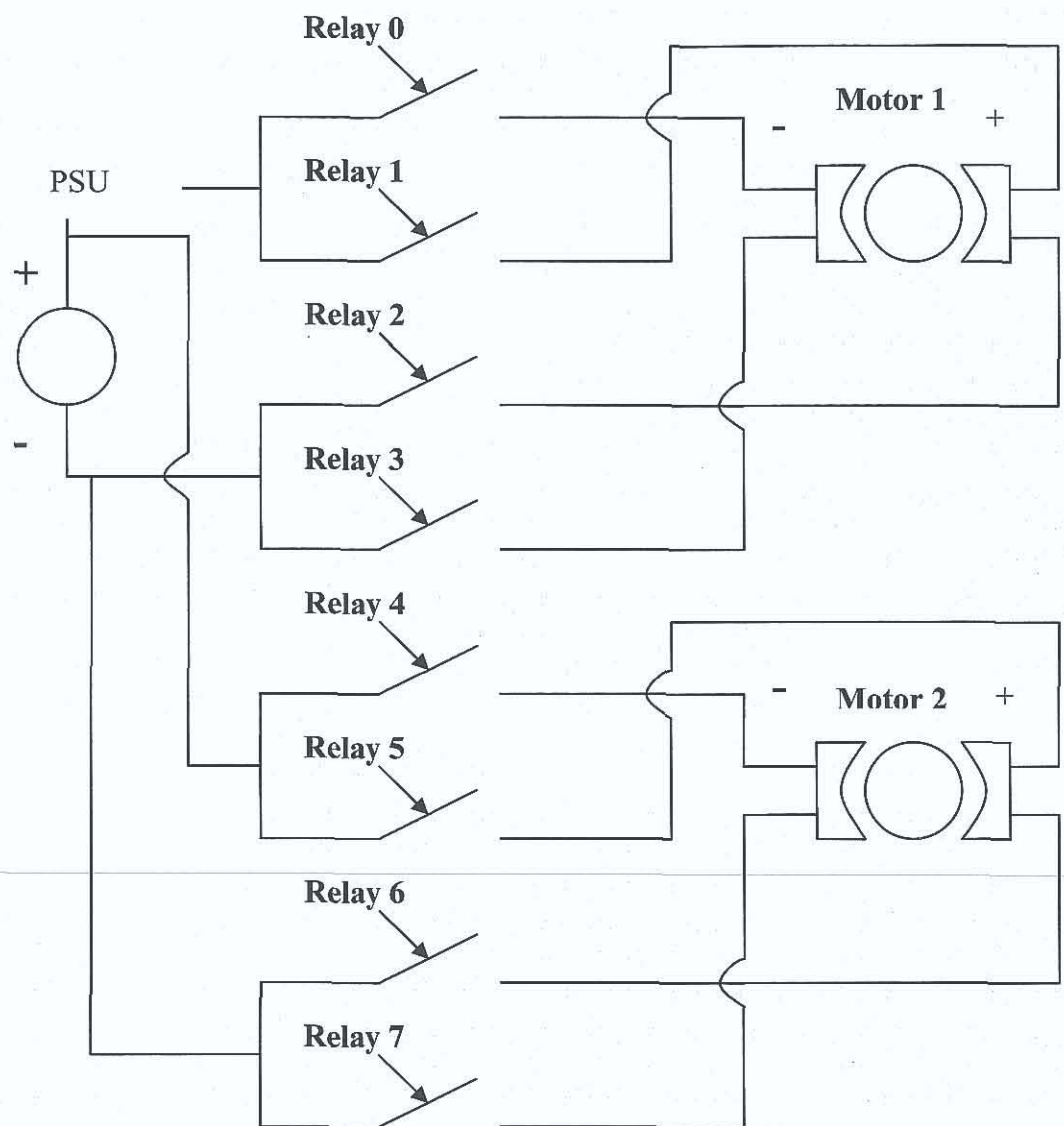 Relay 0
Motor 1
- +
Relay 1
PSU
+
Relay 2
-
Relay 3
Relay 4
- +
Motor 2
Relay 5
Relay 6
Relay 7